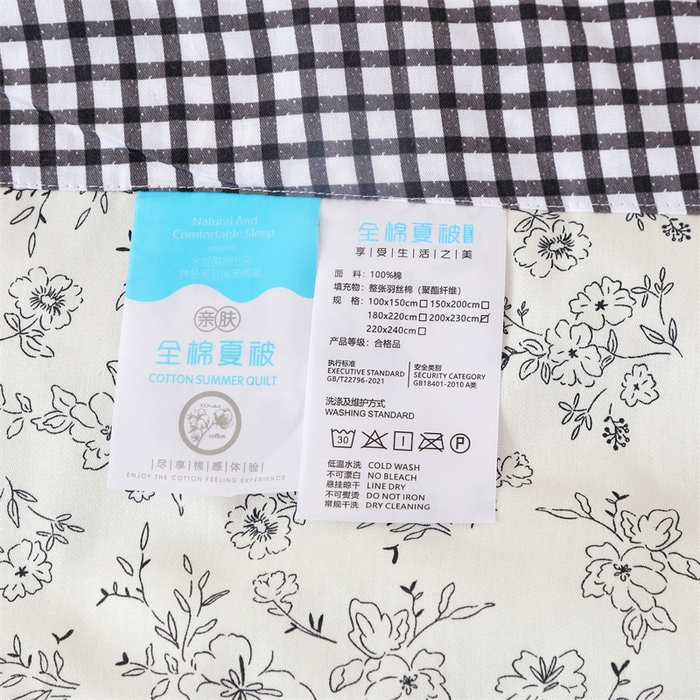 Natural And
Comfortable Sleep
亲肤
全棉夏被
COTTON SUMMER QUILT
cotton
尽|享|棉|感|体|验
ENJOY THE COTTON FEELING EXPERIENCE
全棉夏被
享|受|生|活|之|美
面 料：100%棉
填充物：整张羽丝棉（聚酯纤维）
规 格：100x150cm□ 150x200cm□
180x220cm□ 200x230cm☑
220x240cm□
产品等级：合格品
执行标准
EXECUTIVE STANDARD
GB/T22796-2021
安全类别
SECURITY CATEGORY
GB18401-2010 A类
洗涤及维护方式
WASHING STANDARD
30
P
低温水洗 COLD WASH
不可漂白 NO BLEACH
悬挂晾干 LINE DRY
不可熨烫 DO NOT IRON
常规干洗 DRY CLEANING